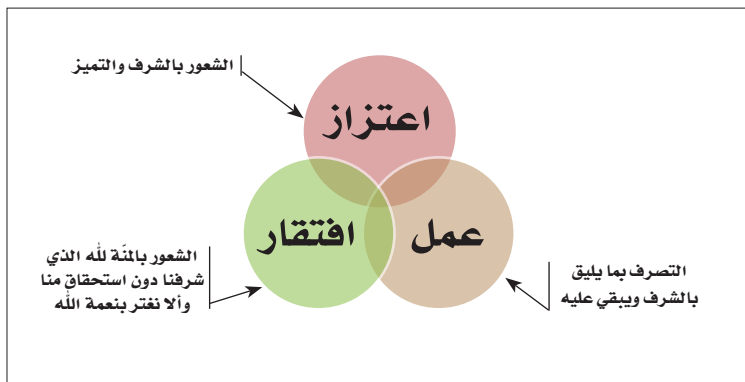 الشعور بالشرف والتميز
اعتزاز
عمل
افتقار
التصرف بما يليق
بالشرف ويبقي عليه
الشعور بالمنّة لله الذي
شرفنا دون استحقاقٍ منا
وألا نغتر بنعمة الله